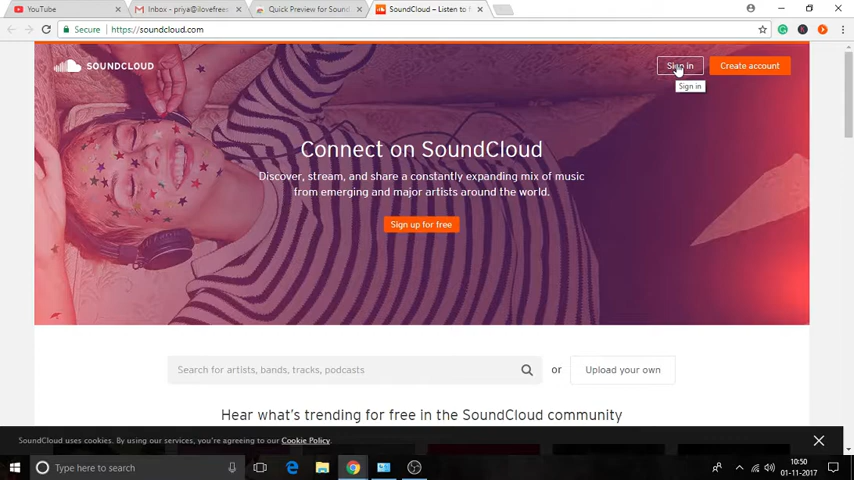 YouTube
Inbox - priya@ilovefrees
Quick Preview for Sound
SoundCloud – Listen to f
Secure
https://soundcloud.com
SOUNDCLOUD
Sign in
Create account
Sign in
Connect on SoundCloud
Discover, stream, and share a constantly expanding mix of music
from emerging and major artists around the world.
Sign up for free
Search for artists, bands, tracks, podcasts
or
Upload your own
Hear what's trending for free in the SoundCloud community
SoundCloud uses cookies. By using our services, you're agreeing to our Cookie Policy.
Type here to search
10:50
01-11-2017